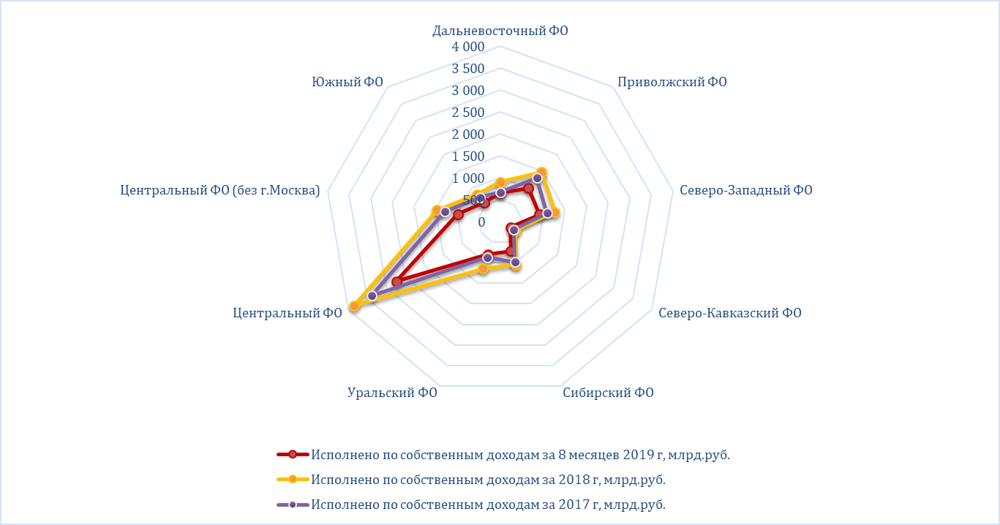 Дальневосточный ФО
4 000
3 500
3 000
2 500
2 000
1 500
1 000
500
0
Приволжский ФО
Северо-Западный ФО
Северо-Кавказский ФО
Сибирский ФО
Уральский ФО
Центральный ФО
Центральный ФО (без г.Москва)
Южный ФО
Исполнено по собственным доходам за 8 месяцев 2019 г, млрд.руб.
Исполнено по собственным доходам за 2018 г, млрд.руб.
Исполнено по собственным доходам за 2017 г, млрд.руб.